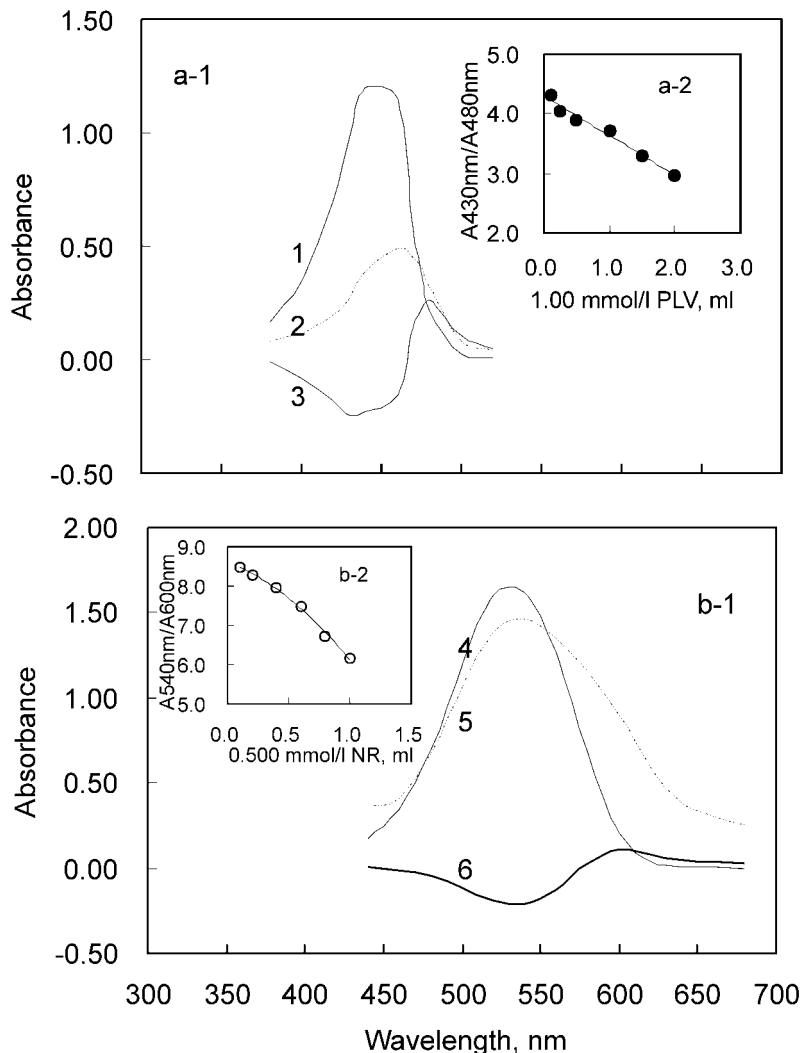 1.50
a-1
1.00
0.50
0.00
-0.50
Absorbance
1
2
3
5.0
4.0
3.0
2.0
a-2
A430nm/A480nm
0.0 1.0 2.0 3.0
1.00 mmol/l PLV, ml
2.00
1.50
1.00
0.50
0.00
-0.50
Absorbance
9.0
8.0
7.0
6.0
5.0
b-2
A540nm/A600nm
0.0 0.5 1.0 1.5
0.500 mmol/l NR, ml
b-1
4
5
6
300 350 400 450 500 550 600 650 700
Wavelength, nm